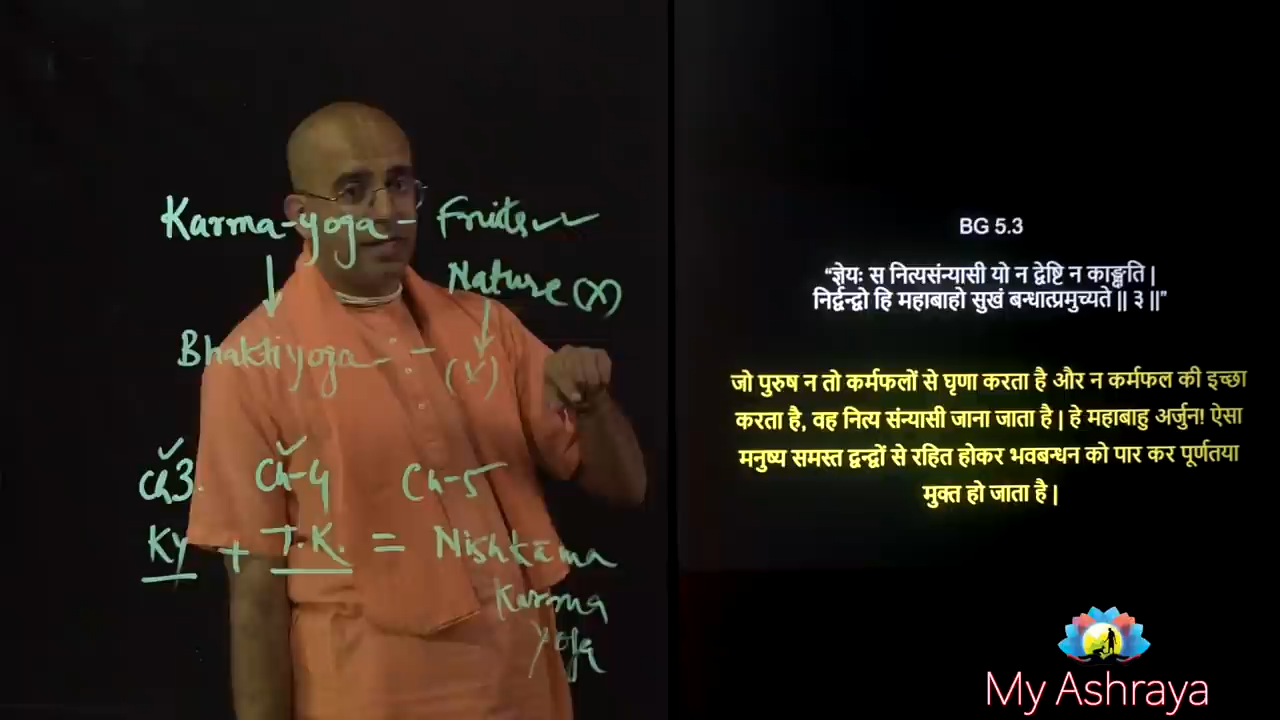 Karma-yoga - Fruits ✓
Nature (X)
↓
↓
Bhaktiyoga - - (X)
Ch3. ✓ Ch-4 ✓ Ch-5
KY + T.K. = Nishkāma
Karma
yoga
BG 5.3
“ज्ञेयः स नित्यसंन्यासी यो न द्वेष्टि न काङ्क्षति |
निर्द्वन्द्वो हि महाबाहो सुखं बन्धात्प्रमुच्यते || ३ ||”
जो पुरुष न तो कर्मफलों से घृणा करता है और न कर्मफल की इच्छा
करता है, वह नित्य संन्यासी जाना जाता है | हे महाबाहु अर्जुन! ऐसा
मनुष्य समस्त द्वन्द्वों से रहित होकर भवबन्धन को पार कर पूर्णतया
मुक्त हो जाता है |
My Ashraya